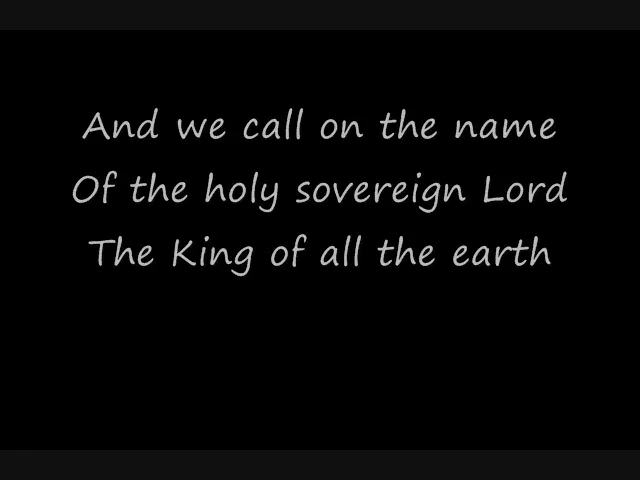 And we call on the name
Of the holy sovereign Lord
The King of all the earth